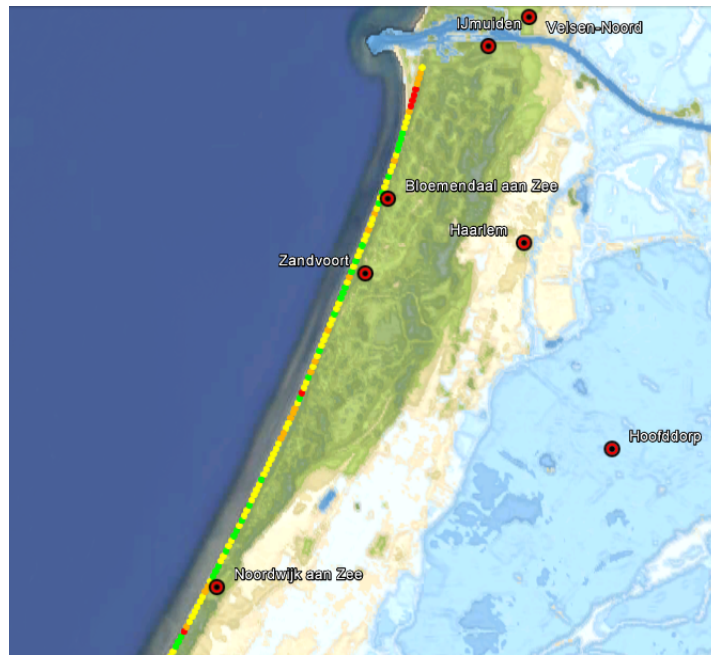 IJmuiden
Velsen-Noord
Bloemendaal aan Zee
Haarlem
Zandvoort
Hoofddorp
Noordwijk aan Zee